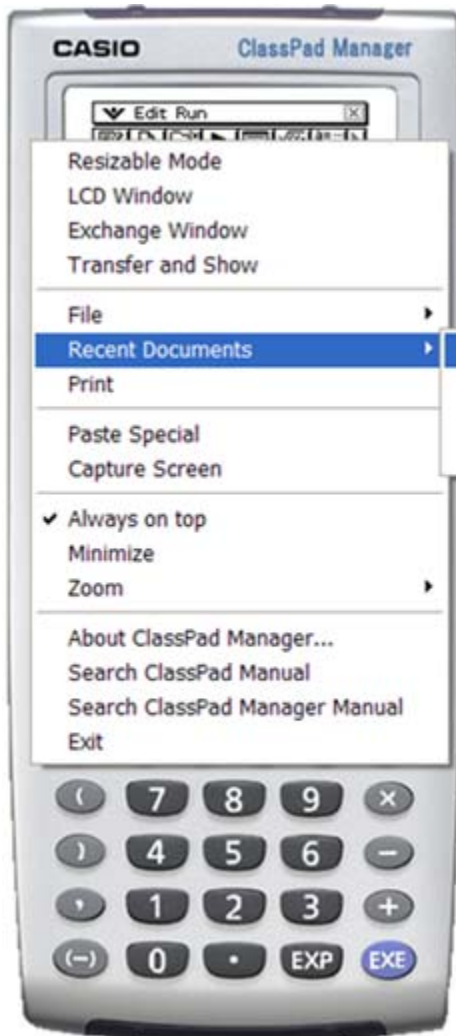 CASIO ClassPad Manager
Edit Run
Resizable Mode
LCD Window
Exchange Window
Transfer and Show
File
Recent Documents
Print
Paste Special
Capture Screen
Always on top
Minimize
Zoom
About ClassPad Manager...
Search ClassPad Manual
Search ClassPad Manager Manual
Exit
( 7 8 9 ×
) 4 5 6 −
, 1 2 3 +
(−) 0 • EXP EXE